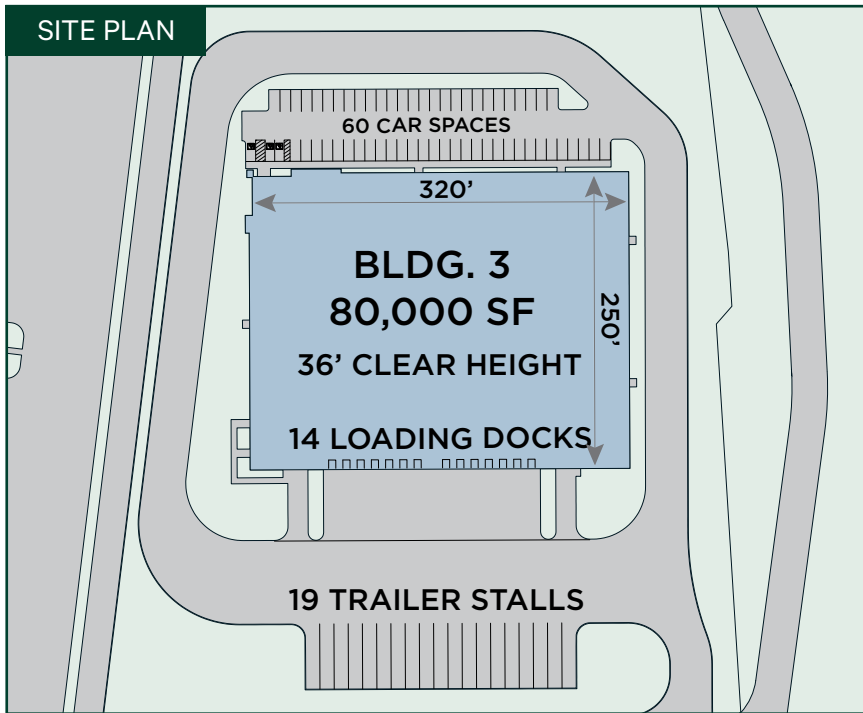 SITE PLAN
60 CAR SPACES
320’
BLDG. 3
80,000 SF
250’
36’ CLEAR HEIGHT
14 LOADING DOCKS
19 TRAILER STALLS